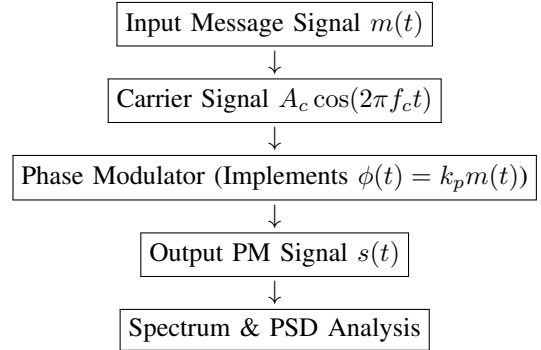 Input Message Signal m(t)
↓
Carrier Signal A_c cos(2πf_ct)
↓
Phase Modulator (Implements ϕ(t) = k_pm(t))
↓
Output PM Signal s(t)
↓
Spectrum & PSD Analysis